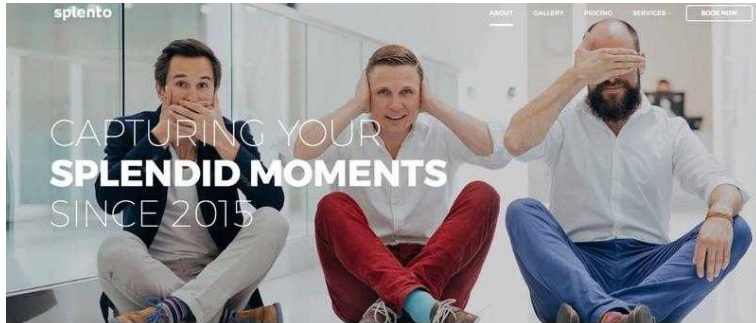 splento
ABOUT GALLERY PRICING SERVICES BOOK NOW
CAPTURING YOUR
SPLENDID MOMENTS
SINCE 2015